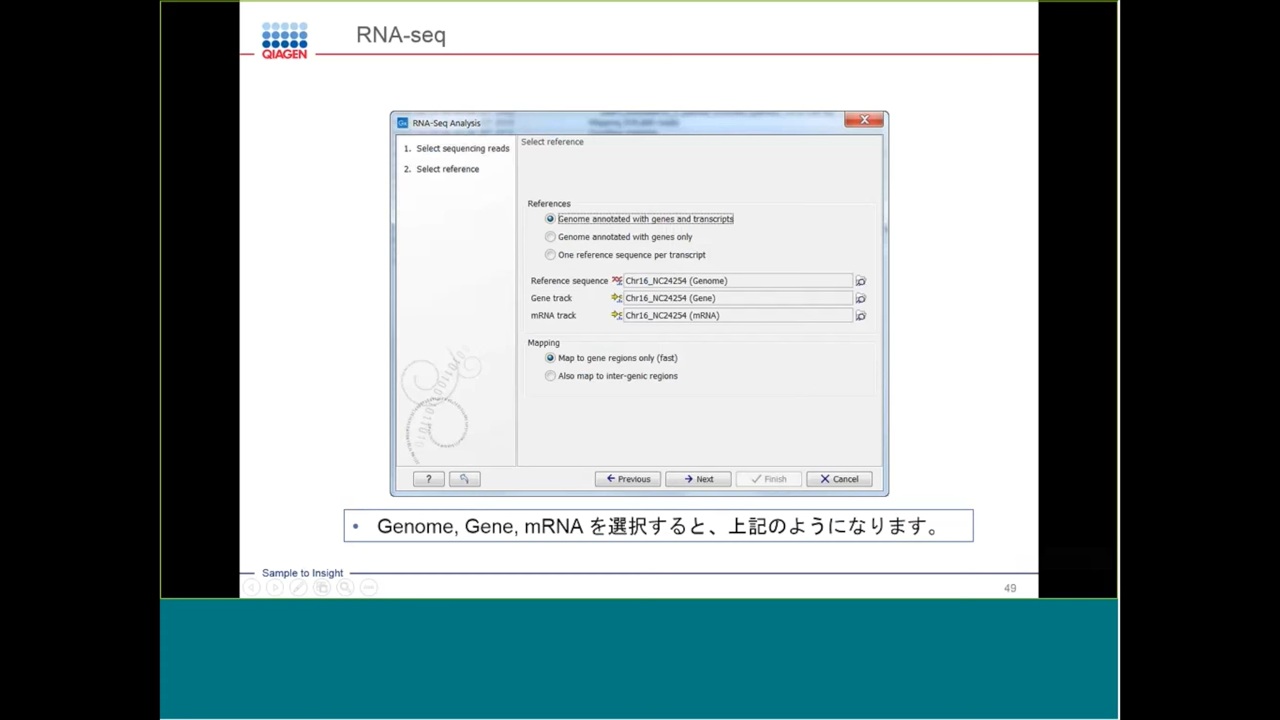 QIAGEN
RNA-seq
RNA-Seq Analysis
1. Select sequencing reads
2. Select reference
Select reference
References
Genome annotated with genes and transcripts
Genome annotated with genes only
One reference sequence per transcript
Reference sequence Chr16_NC24254 (Genome)
Gene track Chr16_NC24254 (Gene)
mRNA track Chr16_NC24254 (mRNA)
Mapping
Map to gene regions only (fast)
Also map to inter-genic regions
? Previous Next Finish Cancel
• Genome, Gene, mRNA を選択すると、上記のようになります。
Sample to Insight
49